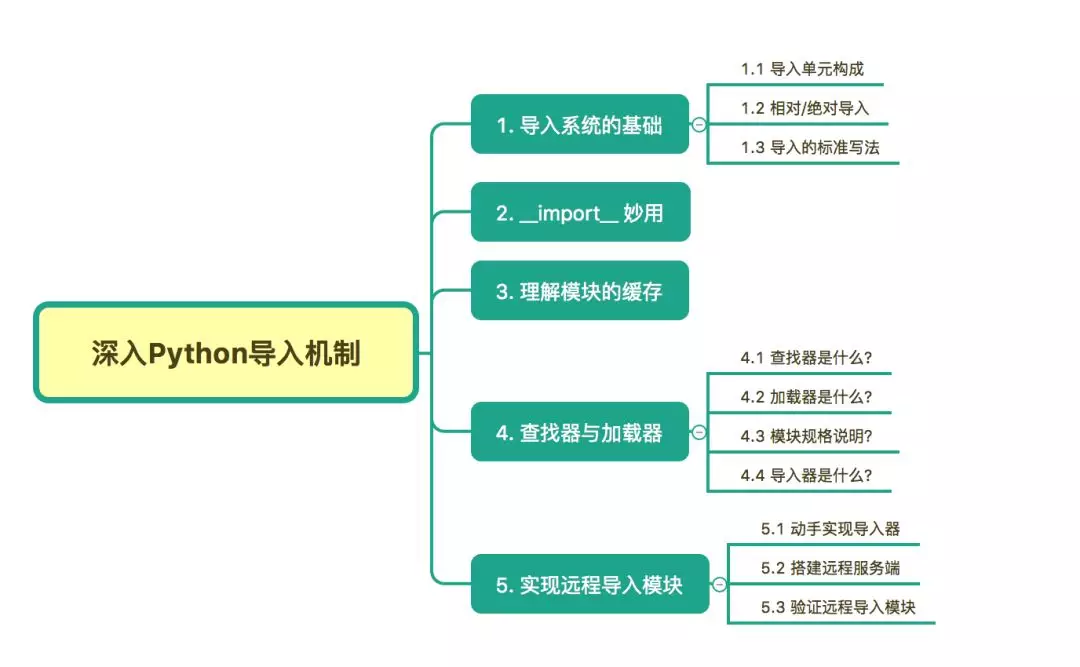 深入Python导入机制
1. 导入系统的基础
1.1 导入单元构成
1.2 相对/绝对导入
1.3 导入的标准写法
2. __import__ 妙用
3. 理解模块的缓存
4. 查找器与加载器
4.1 查找器是什么?
4.2 加载器是什么?
4.3 模块规格说明?
4.4 导入器是什么?
5. 实现远程导入模块
5.1 动手实现导入器
5.2 搭建远程服务端
5.3 验证远程导入模块